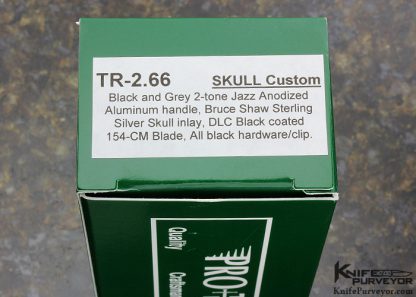 TR-2.66 SKULL Custom
Black and Grey 2-tone Jazz Anodized
Aluminum handle, Bruce Shaw Sterling
Silver Skull inlay, DLC Black coated
154-CM Blade, All black hardware/clip.
Quality
KNIFE
PURVEYOR
KnifePurveyor.com